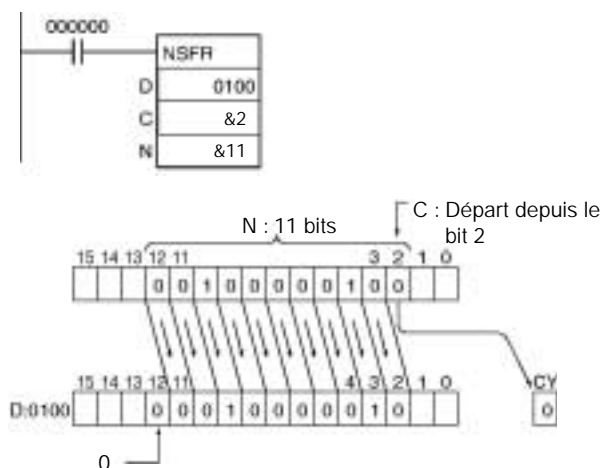 000000
NSFR
D 0100
C &2
N &11
C : Départ depuis le
bit 2
N : 11 bits
15 14 13 12 11 3 2 1 0
0 0 1 0 0 0 0 0 1 0 0
15 14 13 12 11 4 3 2 1 0 CY
D:0100 0 0 0 1 0 0 0 0 0 1 0 0
0